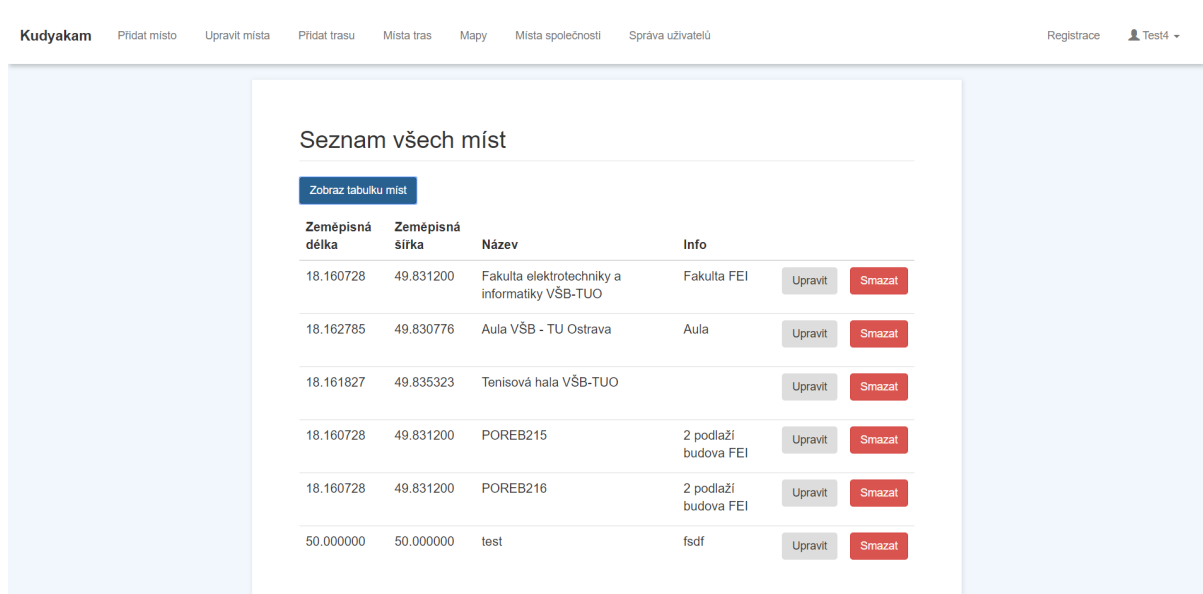 Kudyakam Přidat místo Upravit místa Přidat trasu Místa tras Mapy Místa společnosti Správa uživatelů Registrace Test4
Seznam všech míst
Zobraz tabulku míst
Zeměpisná délka Zeměpisná šířka Název Info
18.160728 49.831200 Fakulta elektrotechniky a Fakulta FEI Upravit Smazat
informatiky VŠB-TUO
18.162785 49.830776 Aula VŠB - TU Ostrava Aula Upravit Smazat
18.161827 49.835323 Tenisová hala VŠB-TUO Upravit Smazat
18.160728 49.831200 POREB215 2 podlaží Upravit Smazat
budova FEI
18.160728 49.831200 POREB216 2 podlaží Upravit Smazat
budova FEI
50.000000 50.000000 test fsdf Upravit Smazat